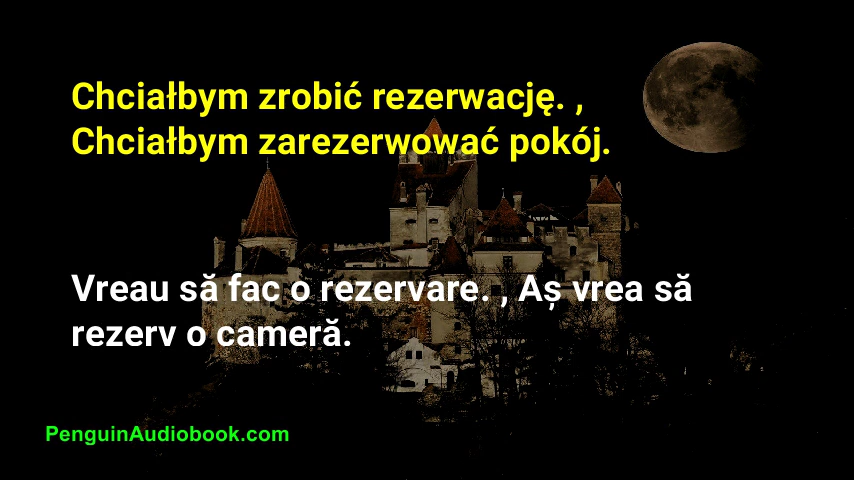 Chciałbym zrobić rezerwację. ,
Chciałbym zarezerwować pokój.
Vreau să fac o rezervare. , Aș vrea să
rezerv o cameră.
PenguinAudiobook.com